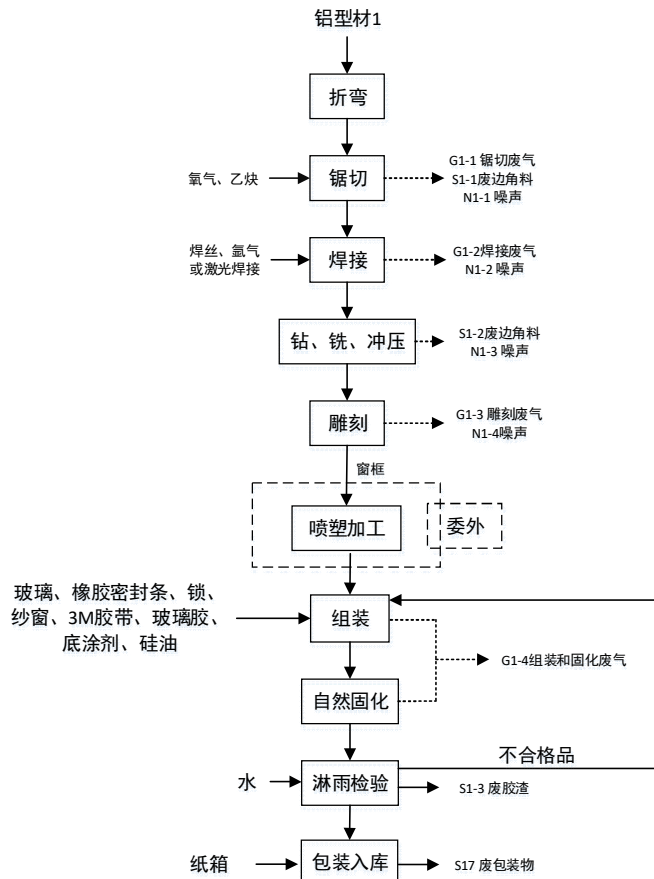 铝型材1
折弯
氧气、乙炔
锯切
G1-1 锯切废气
S1-1废边角料
N1-1 噪声
焊丝、氩气
或激光焊接
焊接
G1-2焊接废气
N1-2 噪声
钻、铣、冲压
S1-2废边角料
N1-3 噪声
雕刻
G1-3 雕刻废气
N1-4噪声
窗框
喷塑加工
委外
玻璃、橡胶密封条、锁、
纱窗、3M胶带、玻璃胶、
底涂剂、硅油
组装
G1-4组装和固化废气
自然固化
不合格品
水
淋雨检验
S1-3 废胶渣
纸箱
包装入库
S17 废包装物